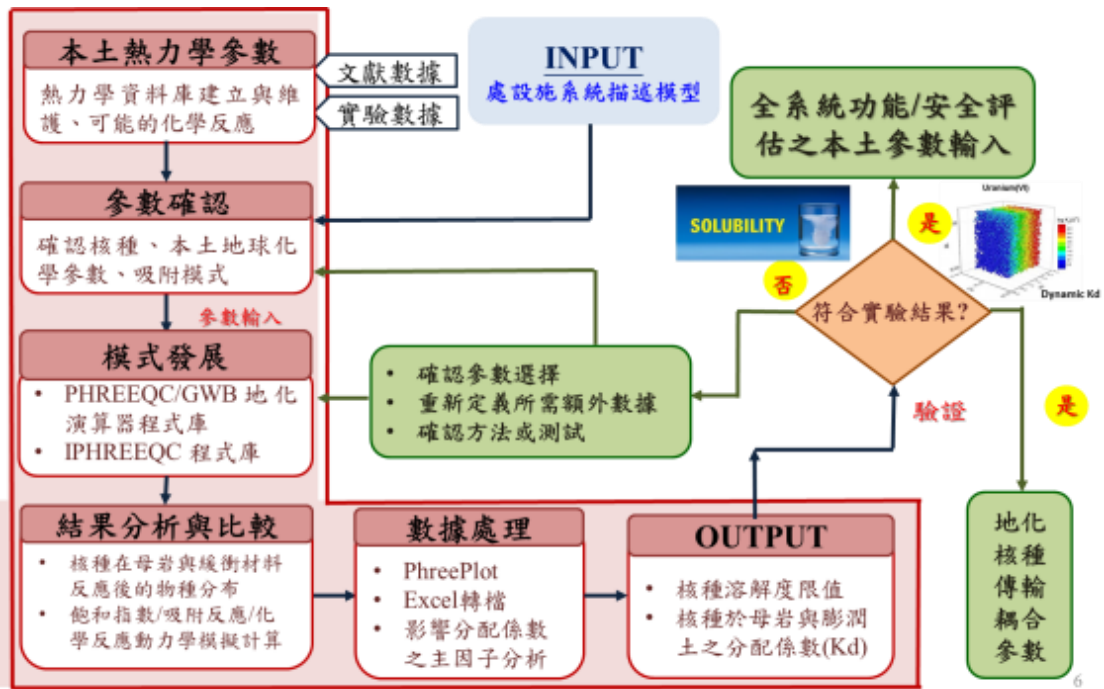 本土熱力學參數
熱力學資料庫建立與維
護、可能的化學反應
文獻數據
實驗數據
INPUT
處設施系統描述模型
全系統功能/安全評
估之本土參數輸入
參數確認
確認核種、本土地球化
學參數、吸附模式
參數輸入
模式發展
• PHREEQC/GWB 地化
演算器程式庫
• IPHREEQC 程式庫
• 確認參數選擇
• 重新定義所需額外數據
• 確認方法或測試
SOLUBILITY
否
是
Uranium(VI)
Dynamic Kd
符合實驗結果?
驗證
是
結果分析與比較
• 核種在母岩與緩衝材料
反應後的物種分布
• 飽和指數/吸附反應/化
學反應動力學模擬計算
數據處理
• PhreePlot
• Excel轉檔
• 影響分配係數
之主因子分析
OUTPUT
• 核種溶解度限值
• 核種於母岩與膨潤
土之分配係數(Kd)
地化
核種
傳輸
耦合
參數
6